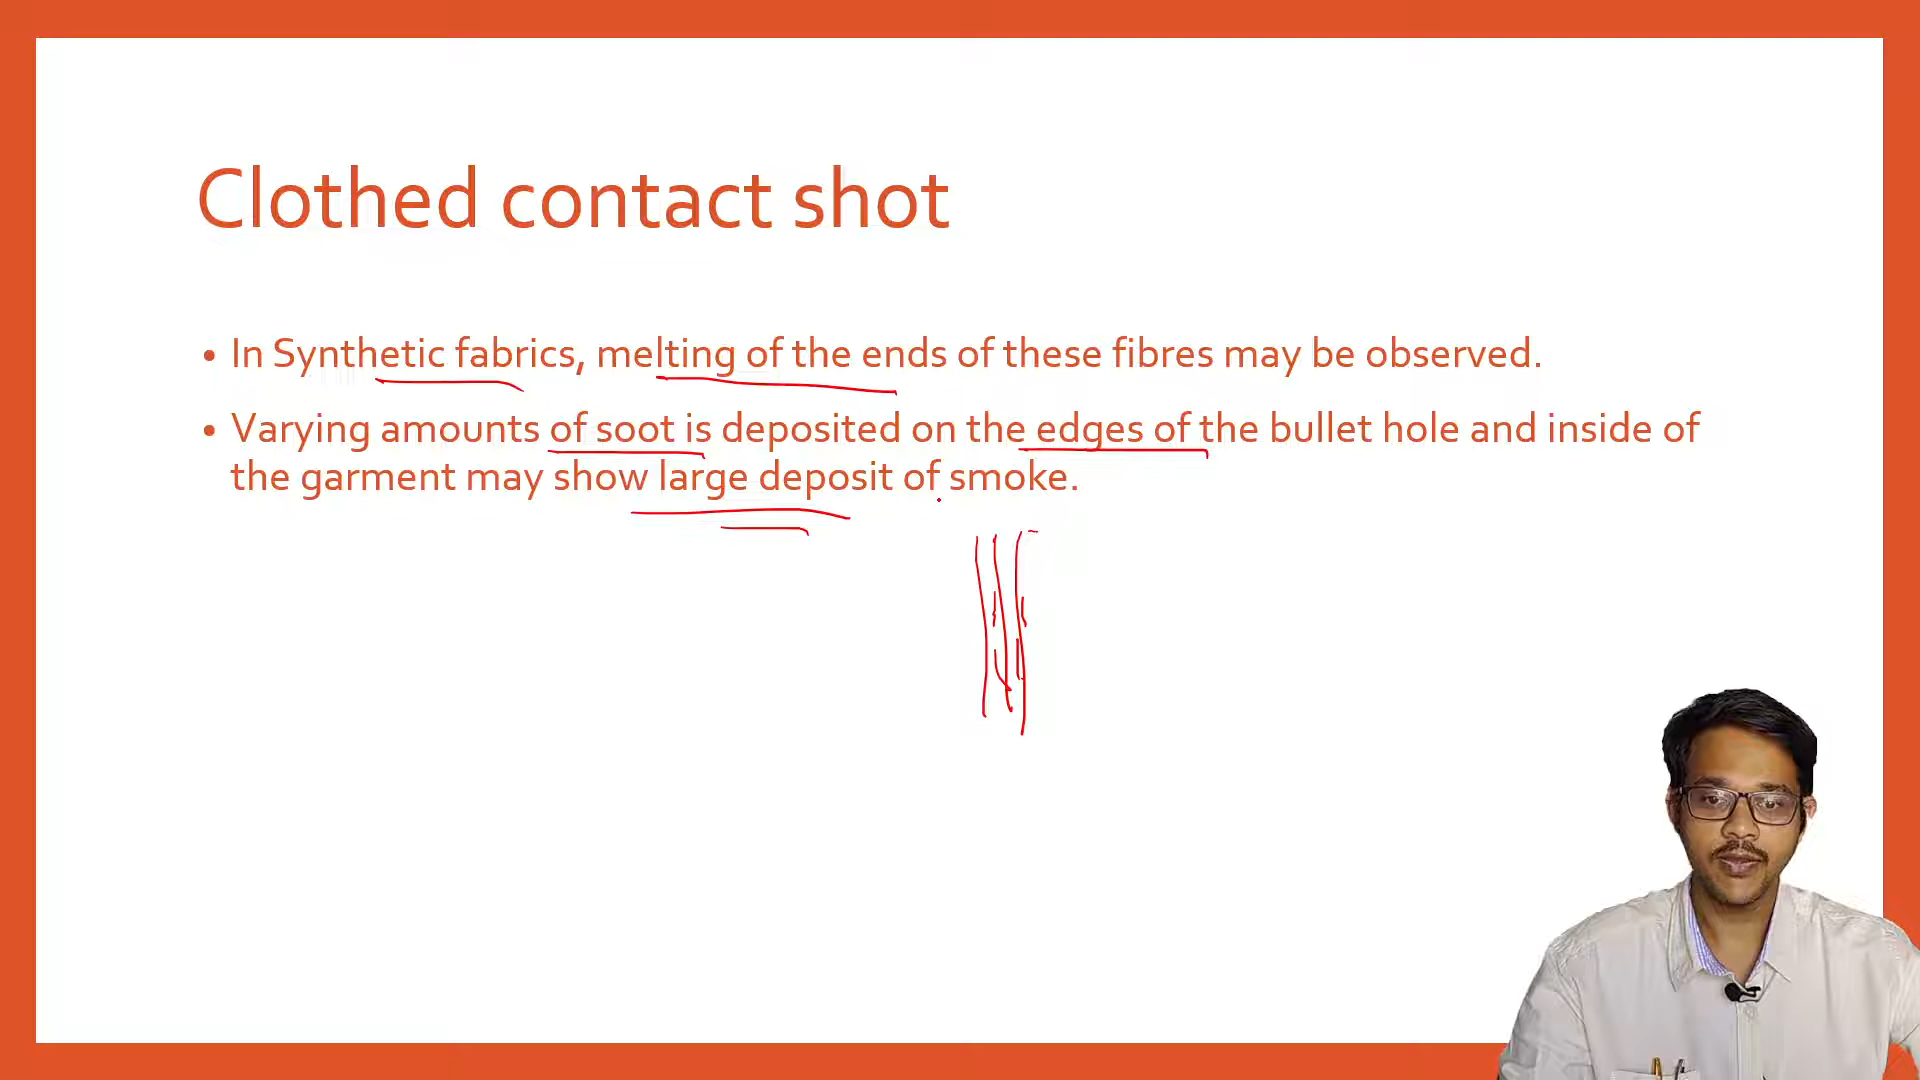 Clothed contact shot
• In Synthetic fabrics, melting of the ends of these fibres may be observed.
• Varying amounts of soot is deposited on the edges of the bullet hole and inside of
the garment may show large deposit of smoke.